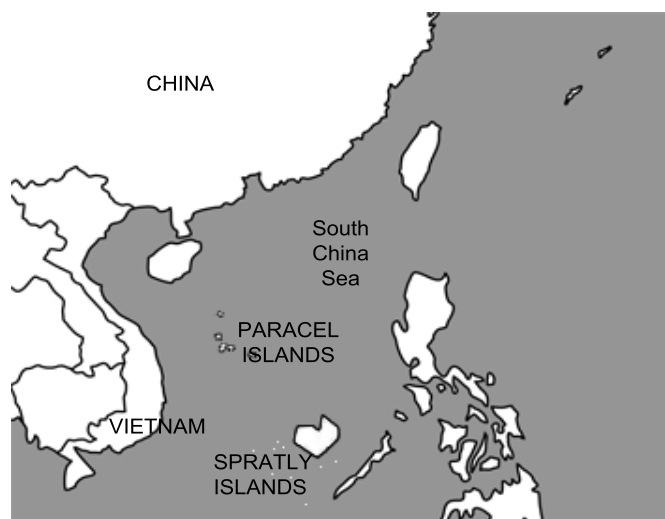 CHINA
South
China
Sea
PARACEL
ISLANDS
VIETNAM
SPRATLY
ISLANDS